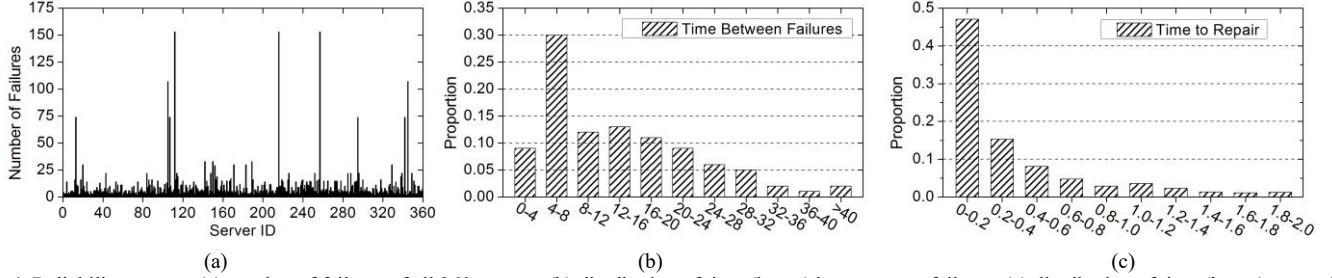 175
150
125
100
75
50
25
0
Number of Failures
0 40 80 120 160 200 240 280 320 360
Server ID
(a)
0.35
0.30
0.25
0.20
0.15
0.10
0.05
0.00
Proportion
Time Between Failures
0-4 4-8 8-12 12-16 16-20 20-24 24-28 28-32 32-36 36-40 >40
(b)
0.5
0.4
0.3
0.2
0.1
0.0
Proportion
Time to Repair
0-0.2 0.2-0.4 0.4-0.6 0.6-0.8 0.8-1.0 1.0-1.2 1.2-1.4 1.4-1.6 1.6-1.8 1.8-2.0
(c)